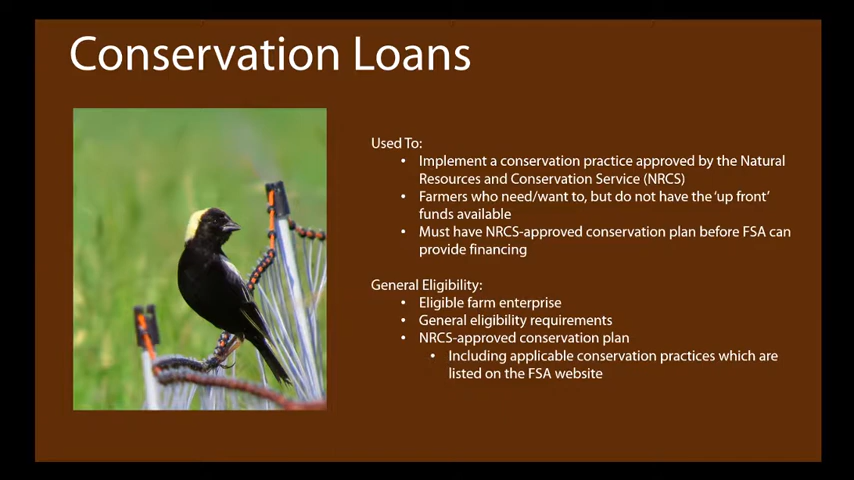 Conservation Loans
Used To:
• Implement a conservation practice approved by the Natural
Resources and Conservation Service (NRCS)
• Farmers who need/want to, but do not have the ‘up front’
funds available
• Must have NRCS-approved conservation plan before FSA can
provide financing
General Eligibility:
• Eligible farm enterprise
• General eligibility requirements
• NRCS-approved conservation plan
• Including applicable conservation practices which are
listed on the FSA website